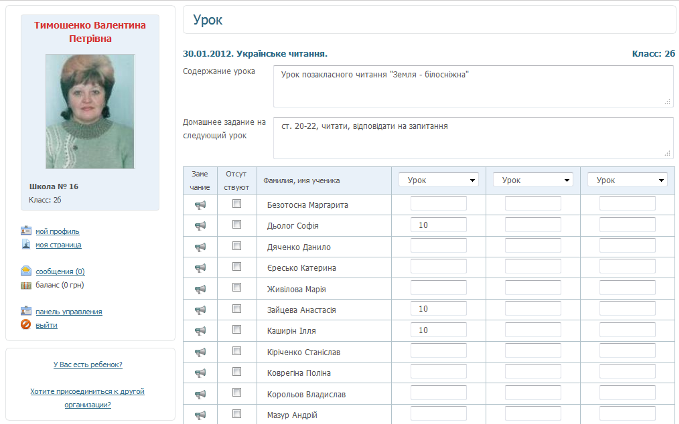 Тимошенко Валентина
Петрівна
Школа № 16
Класс: 2б
мой профиль
моя страница
сообщения (0)
баланс (0 грн)
панель управления
выйти
У Вас есть ребенок?
Хотите присоединиться к другой
организации?
Урок
30.01.2012. Українське читання. Класс: 2б
Содержание урока
Урок позакласного читання "Земля - білосніжна"
Домашнее задание на
следующий урок
ст. 20-22, читати, відповідати на запитання
Заме
чание
Отсут
ствуют
Фамилия, имя ученика
Урок Урок Урок
Безотосна Маргарита
Дьолог Софія 10
Дяченко Данило
Єресько Катерина
Живілова Марія
Зайцева Анастасія 10
Каширін Ілля 10
Кіріченко Станіслав
Коврегіна Поліна
Корольов Владислав
Мазур Андрій